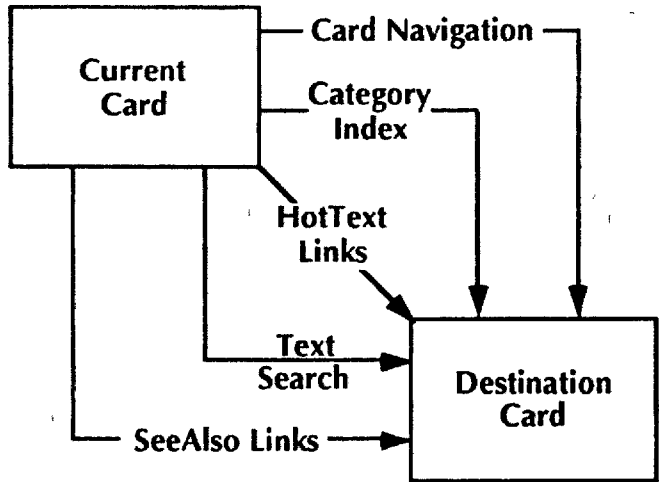 Card Navigation
Current
Card
Category
Index
HotText
Links
Text
Search
Destination
Card
SeeAlso Links